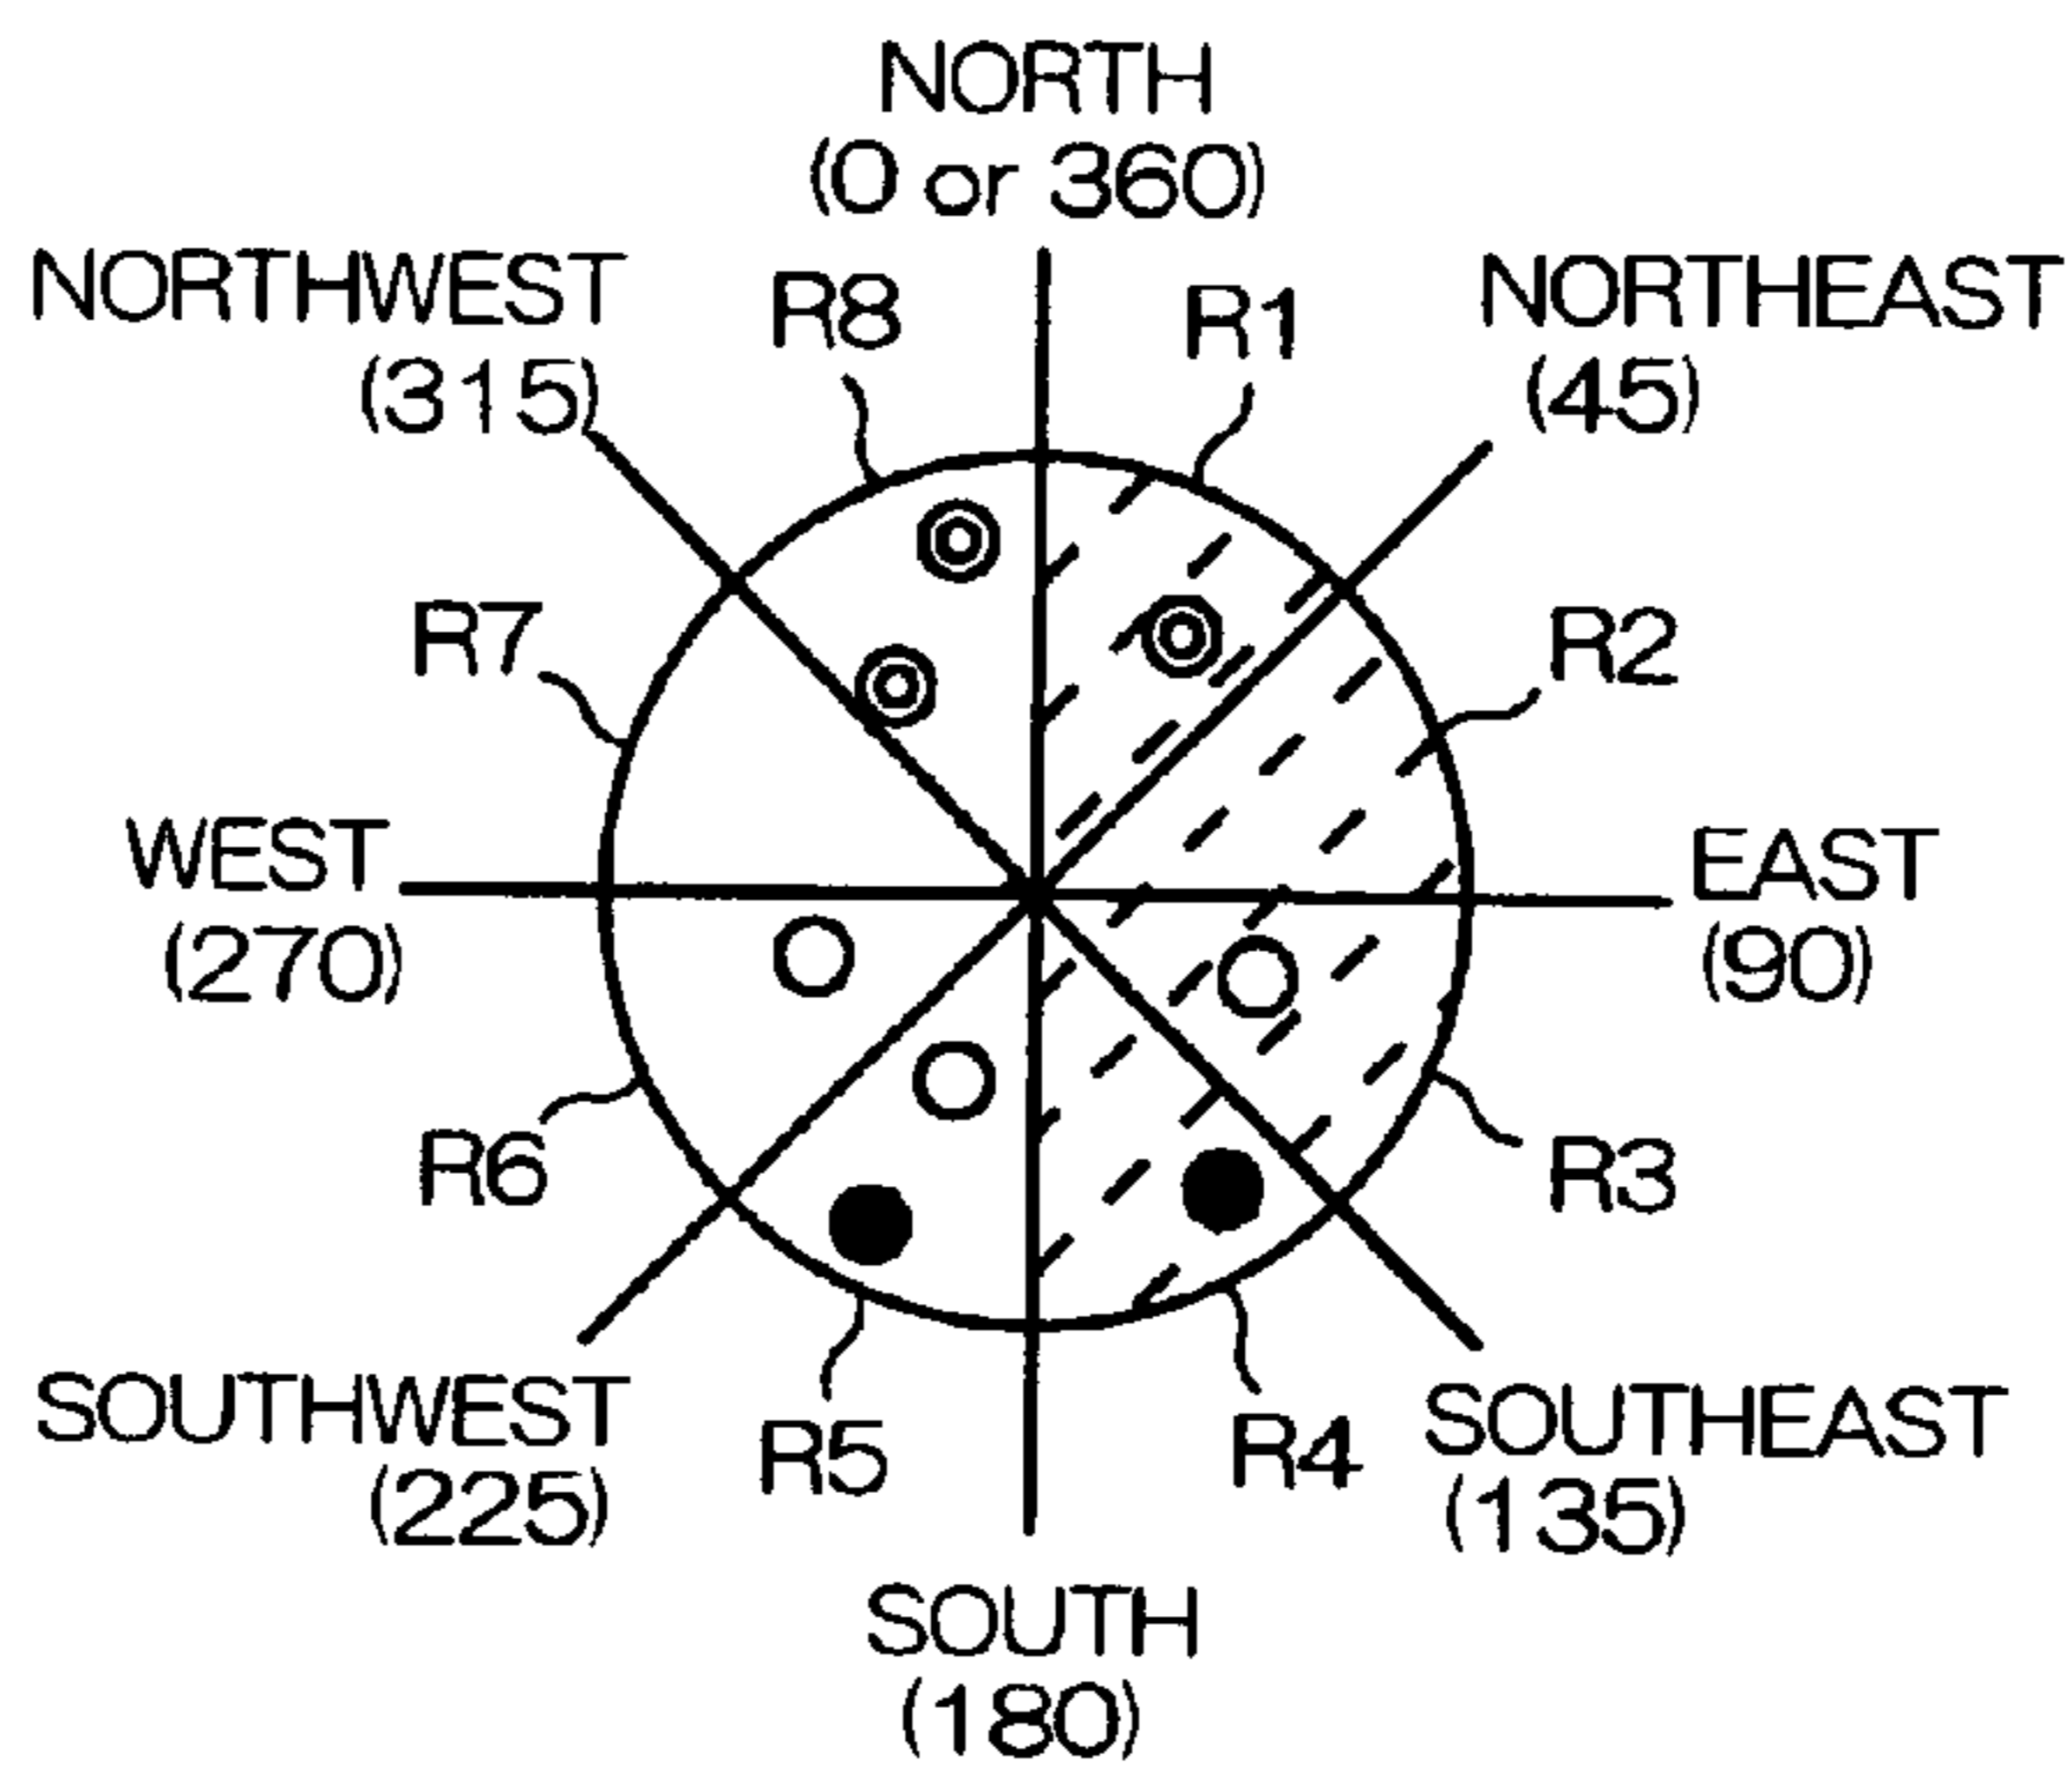 NORTH
(0 or 360)
NORTHWEST
(315)
R8
R1
NORTHEAST
(45)
R7
R2
WEST
(270)
EAST
(90)
R6
R3
SOUTHWEST
(225)
R5
R4
SOUTHEAST
(135)
SOUTH
(180)